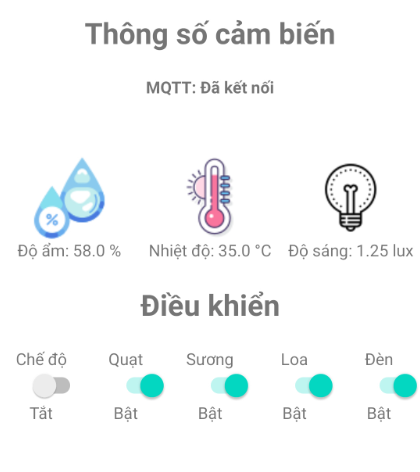 Thông số cảm biến
MQTT: Đã kết nối
%
Độ ẩm: 58.0 % Nhiệt độ: 35.0 °C Độ sáng: 1.25 lux
Điều khiển
Chế độ Quạt Sương Loa Đèn
Tắt Bật Bật Bật Bật